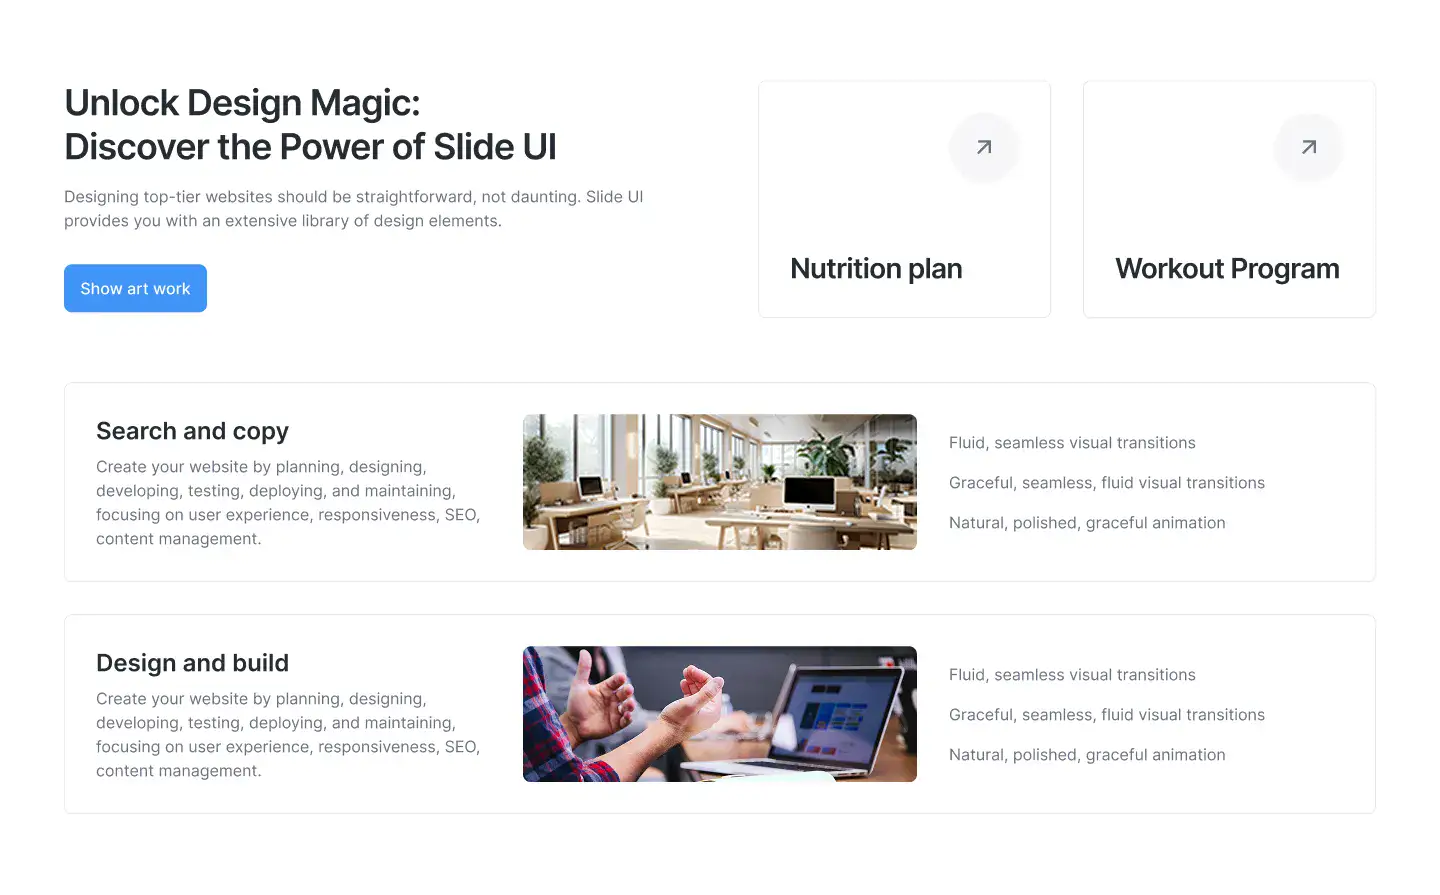 Unlock Design Magic:
Discover the Power of Slide UI
Designing top-tier websites should be straightforward, not daunting. Slide UI
provides you with an extensive library of design elements.
Show art work
Nutrition plan
Workout Program
Search and copy
Create your website by planning, designing,
developing, testing, deploying, and maintaining,
focusing on user experience, responsiveness, SEO,
content management.
Fluid, seamless visual transitions
Graceful, seamless, fluid visual transitions
Natural, polished, graceful animation
Design and build
Create your website by planning, designing,
developing, testing, deploying, and maintaining,
focusing on user experience, responsiveness, SEO,
content management.
Fluid, seamless visual transitions
Graceful, seamless, fluid visual transitions
Natural, polished, graceful animation